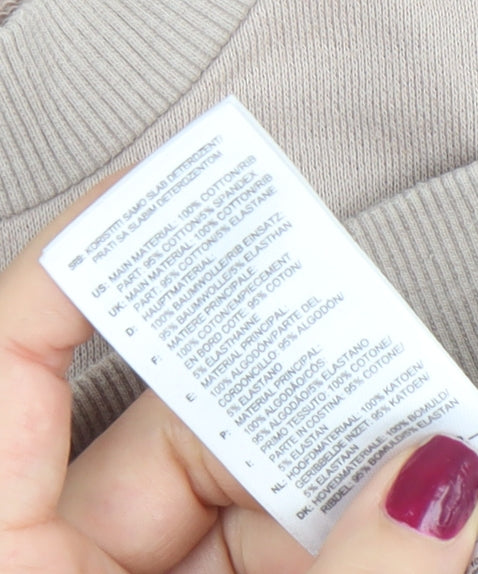 SRB: KORISTITI SAMO SLAB DETERDZENT/
PRATI SA SLABIM DETERDZENTOM
US: MAIN MATERIAL: 100% COTTON/RIB
PART: 95% COTTON/5% SPANDEX
UK: MAIN MATERIAL: 100% COTTON/RIB
PART: 95% COTTON/5% ELASTANE
D: HAUPTMATERIAL:
100% BAUMWOLLE/RIB EINSATZ:
95% BAUMWOLLE/5% ELASTHAN
F: MATIERE PRINCIPALE:
100% COTON/EMPIECEMENT
EN BORD COTE: 95% COTON/
5% ELASTHANNE
E: MATERIAL PRINCIPAL:
100% ALGODON/PARTE DEL
CORDONCILLO: 95% ALGODÓN/
5% ELASTANO
P: MATERIAL PRINCIPAL:
100% ALGODÃO/CÓS:
95% ALGODÃO/5% ELASTANO
I: PRIMO TESSUTO: 100% COTONE/
PARTE IN COSTINA: 95% COTONE/
5% ELASTAN
NL: HOOFDMATERIAAL: 100% KATOEN/
GERIBBELDE INZET: 95% KATOEN/
5% ELASTAAN
DK: HOVEDMATERIALE: 100% BOMULD/
RIBDEL: 95% BOMULD/5% ELASTAN